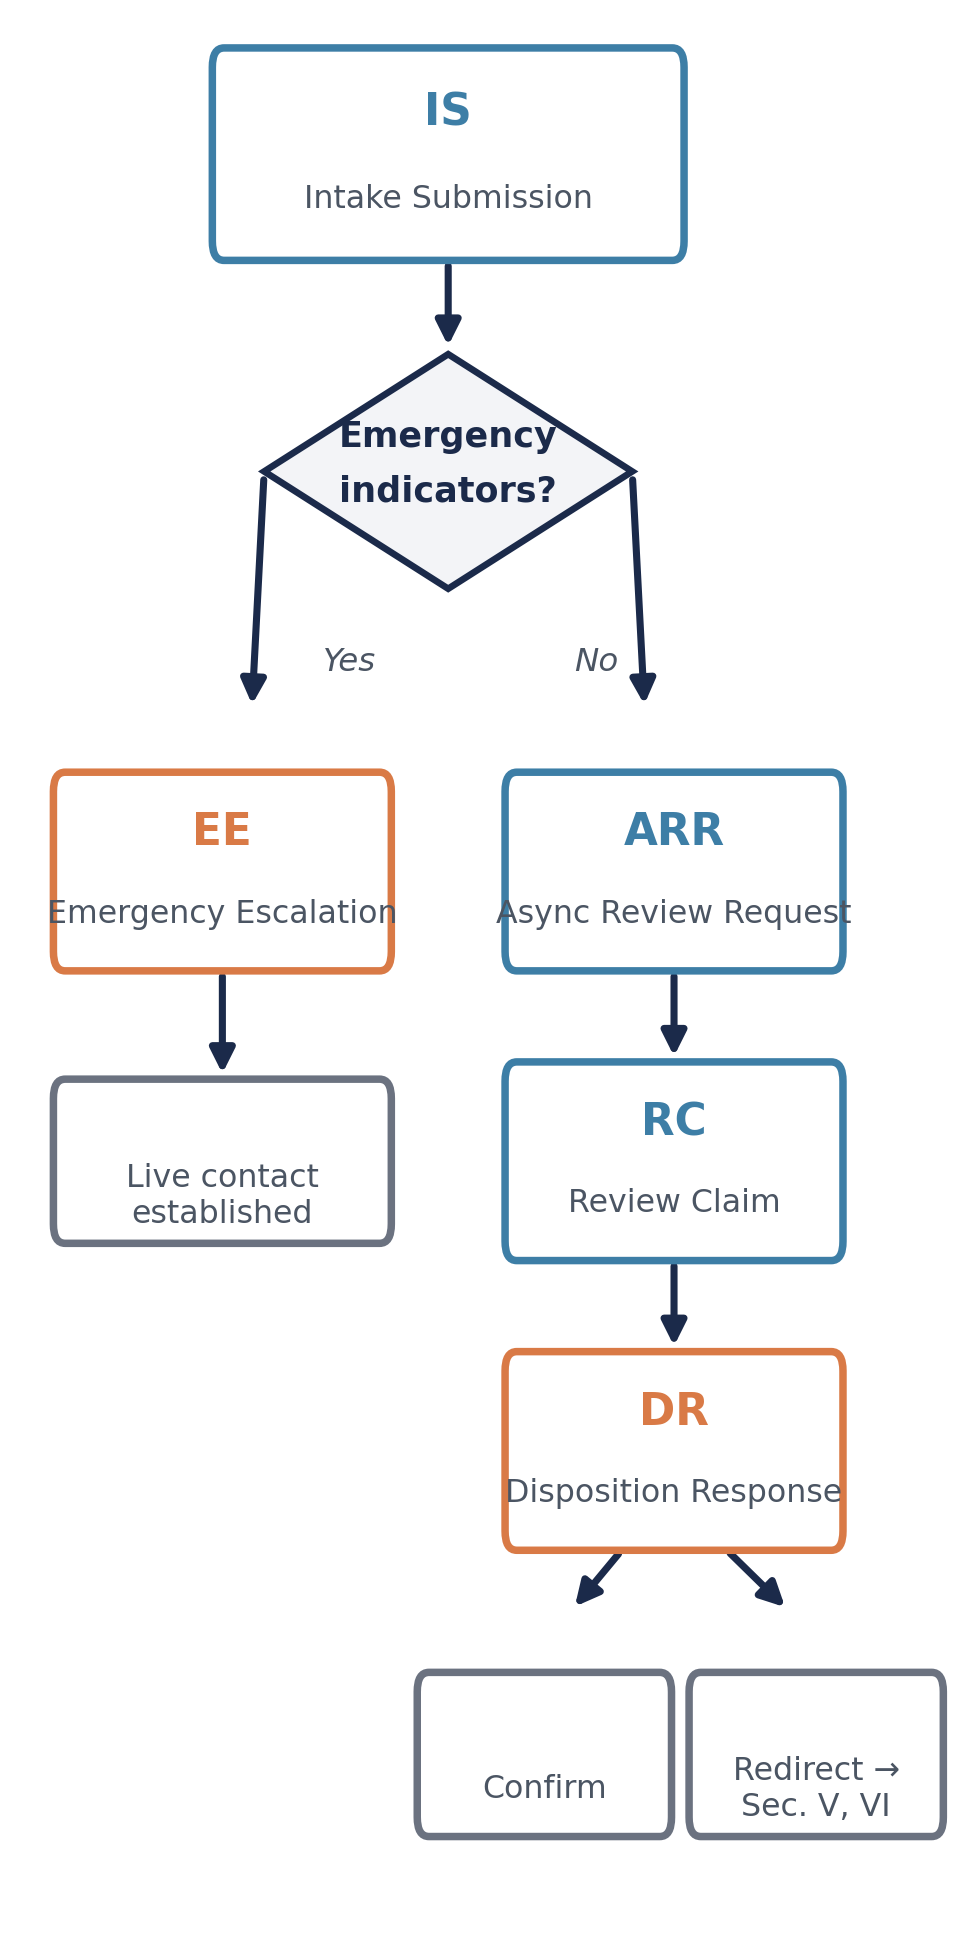 IS
Intake Submission
Emergency
indicators?
Yes
No
EE
Emergency Escalation
ARR
Async Review Request
Live contact
established
RC
Review Claim
DR
Disposition Response
Confirm
Redirect →
Sec. V, VI